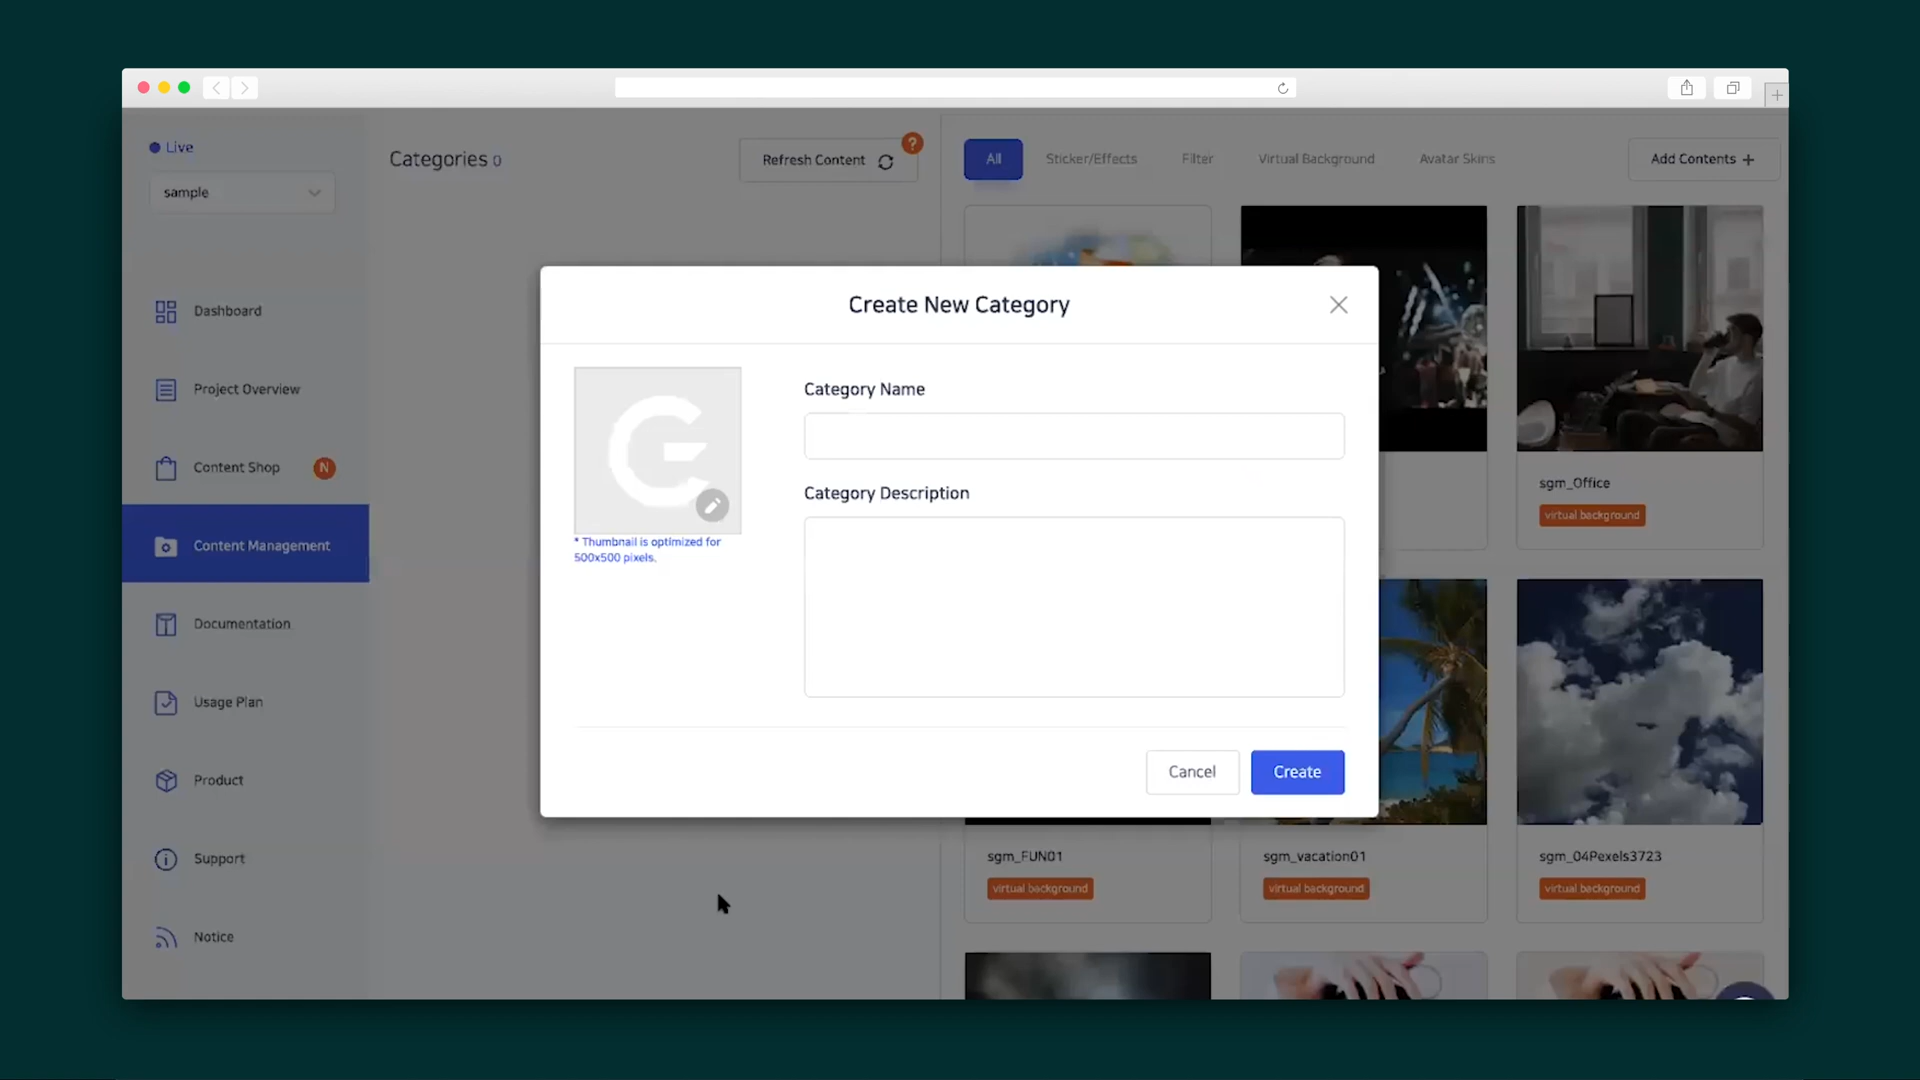 Live
sample
Dashboard
Project Overview
Content Shop N
Content Management
Documentation
Usage Plan
Product
Support
Notice
Categories 0
Refresh Content
?
All Sticker/Effects Filter Virtual Background Avatar Skins
Add Contents +
Create New Category
* Thumbnail is optimized for
500x500 pixels.
Category Name
Category Description
Cancel Create
sgm_Office
virtual background
sgm_FUN01
virtual background
sgm_vacation01
virtual background
sgm_04Pexels3723
virtual background